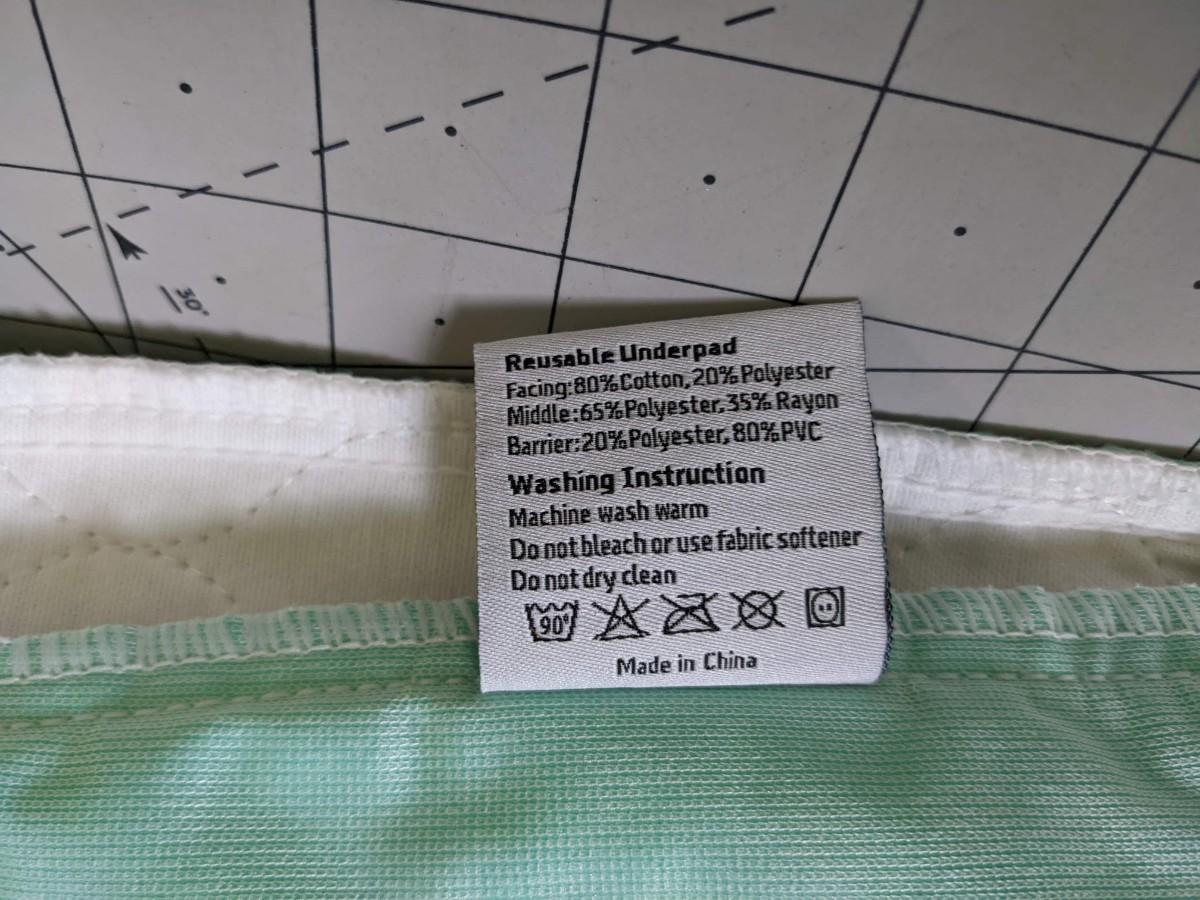 30°
Reusable Underpad
Facing:80%Cotton,20%Polyester
Middle:65%Polyester,35% Rayon
Barrier:20%Polyester,80%PVC
Washing Instruction
Machine wash warm
Do not bleach or use fabric softener
Do not dry clean
90°
Made in China